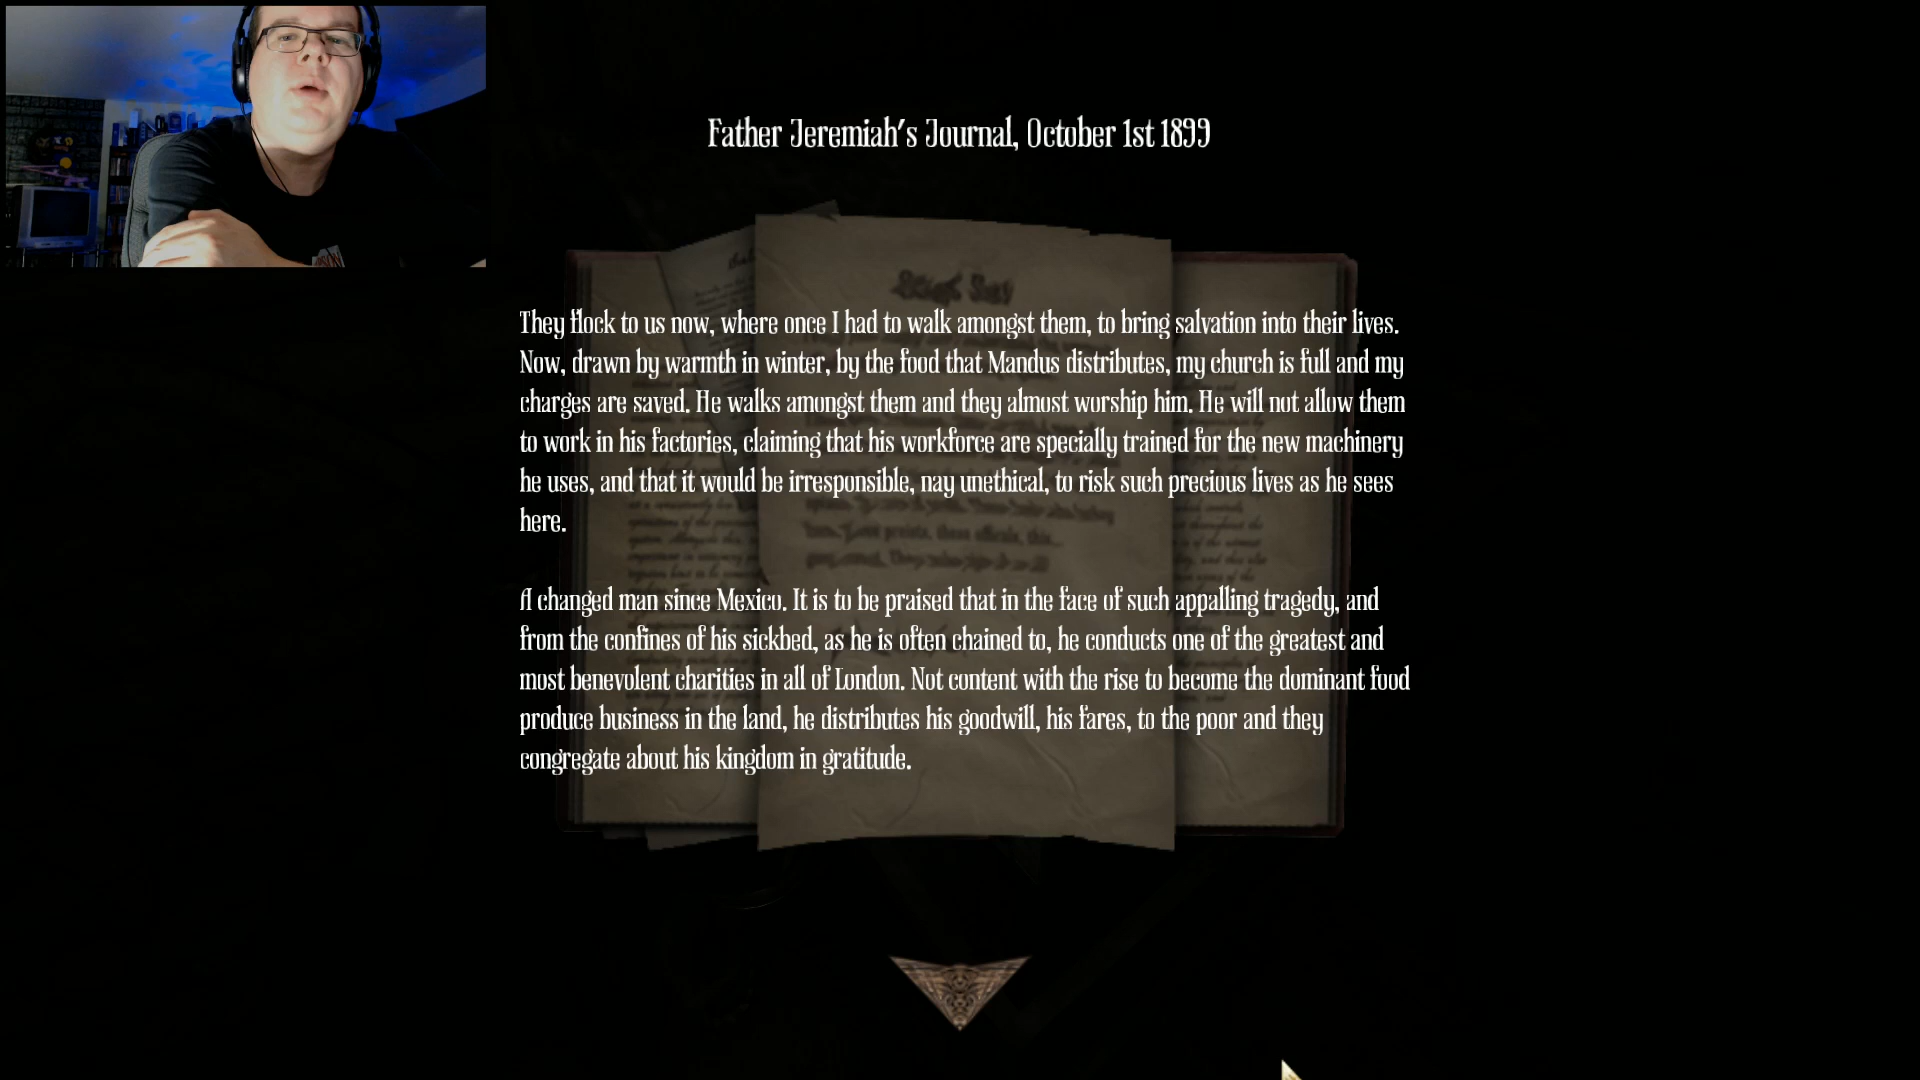 Father Jeremiah's Journal, October 1st 1899
They flock to us now, where once I had to walk amongst them, to bring salvation into their lives.
Now, drawn by warmth in winter, by the food that Mandus distributes, my church is full and my
charges are saved. He walks amongst them and they almost worship him. He will not allow them
to work in his factories, claiming that his workforce are specially trained for the new machinery
he uses, and that it would be irresponsible, nay unethical, to risk such precious lives as he sees
here.
A changed man since Mexico. It is to be praised that in the face of such appalling tragedy, and
from the confines of his sickbed, as he is often chained to, he conducts one of the greatest and
most benevolent charities in all of London. Not content with the rise to become the dominant food
produce business in the land, he distributes his goodwill, his fares, to the poor and they
congregate about his kingdom in gratitude.